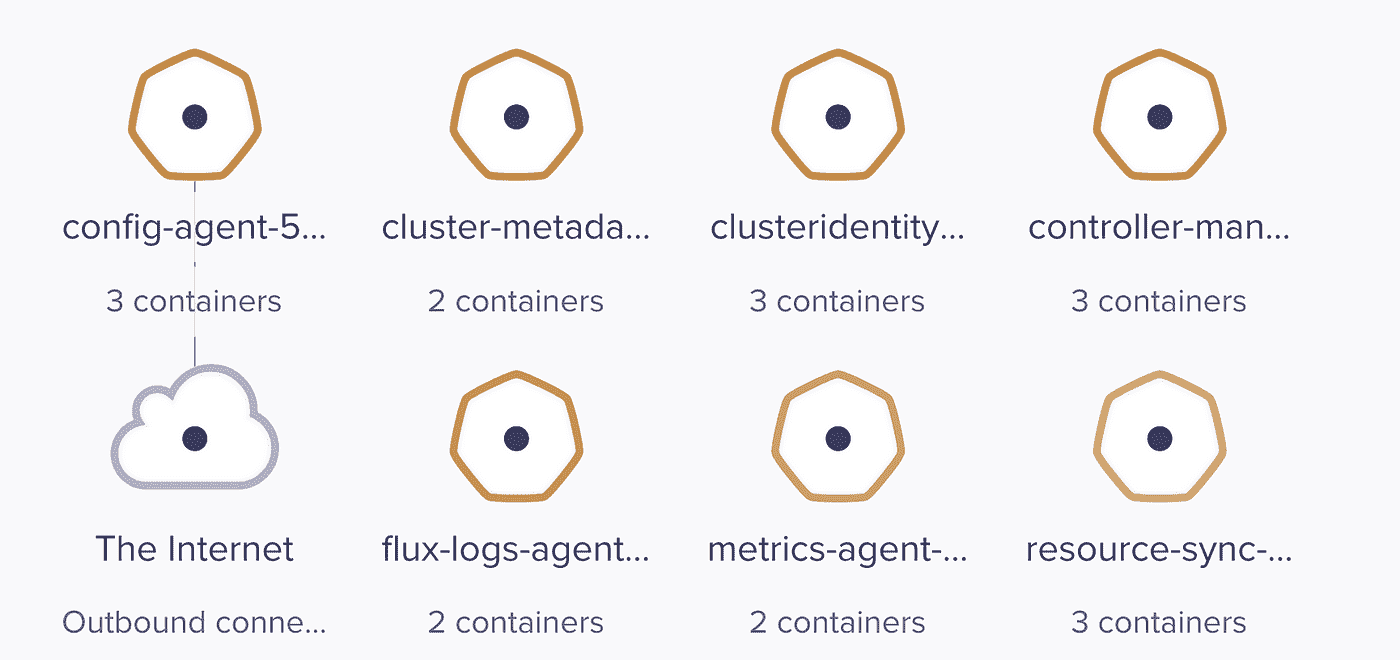 config-agent-5...
cluster-metada...
clusteridentity...
controller-man...
3 containers
2 containers
3 containers
3 containers
The Internet
flux-logs-agent...
metrics-agent-...
resource-sync-...
Outbound conne...
2 containers
2 containers
3 containers